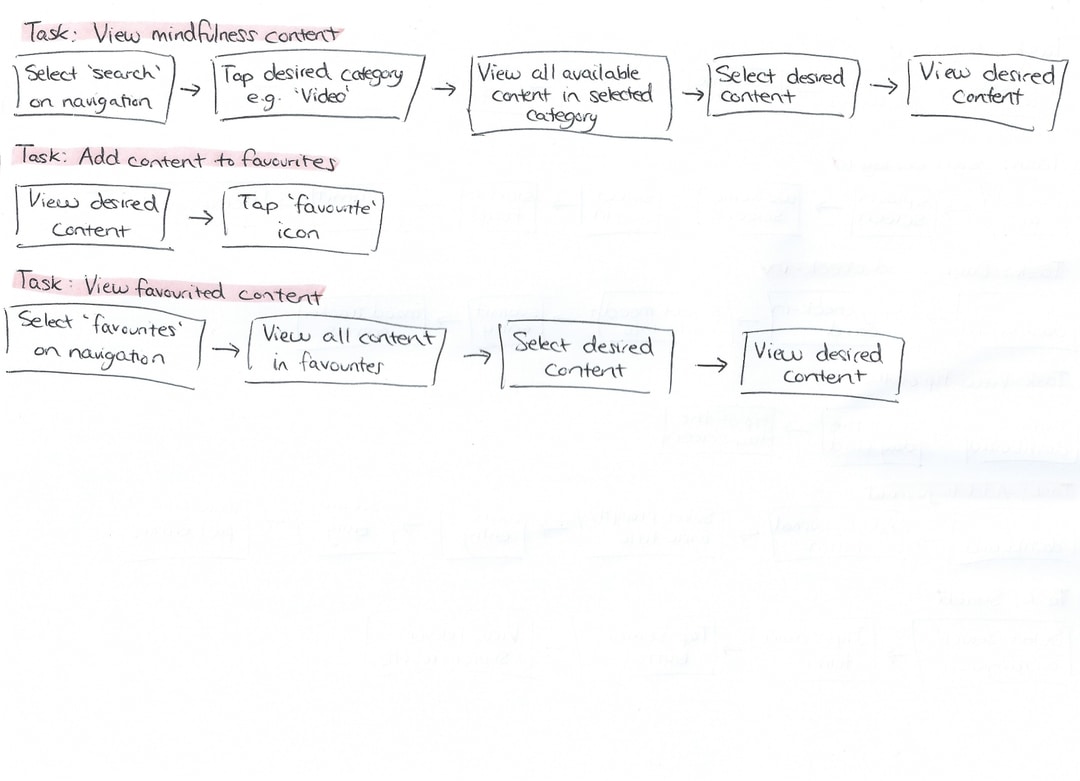 Task: View mindfulness content
Select 'search'
on navigation
→
Tap desired category
e.g. 'Video'
→
View all available
content in selected
category
→
Select desired
content
→
View desired
content
Task: Add content to favourites
View desired
content
→
Tap 'favourite'
icon
Task: View favourited content
Select 'favourites'
on navigation
→
View all content
in favourites
→
Select desired
content
→
View desired
content